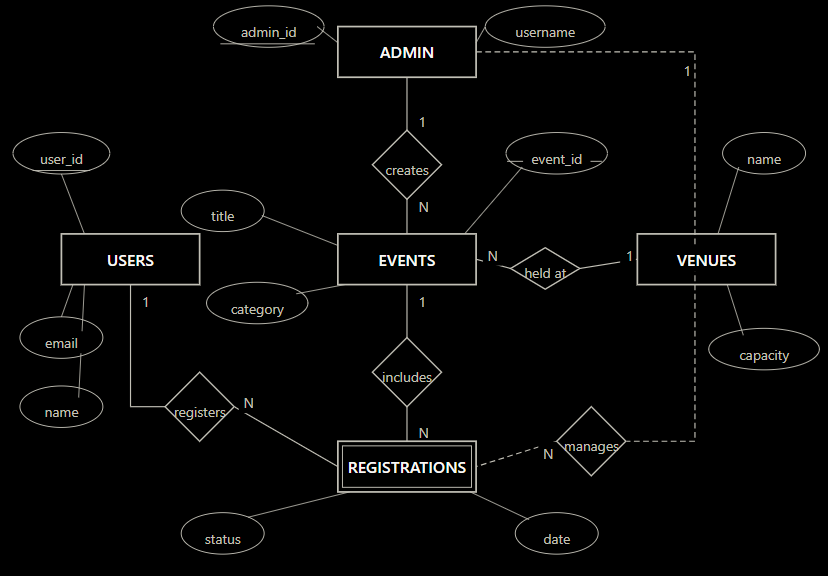 admin_id
ADMIN
username
1
1
user_id
creates
event_id
name
title
N
USERS
EVENTS
N
held at
1
VENUES
category
1
1
email
capacity
includes
name
registers
N
N
manages
N
REGISTRATIONS
status
date